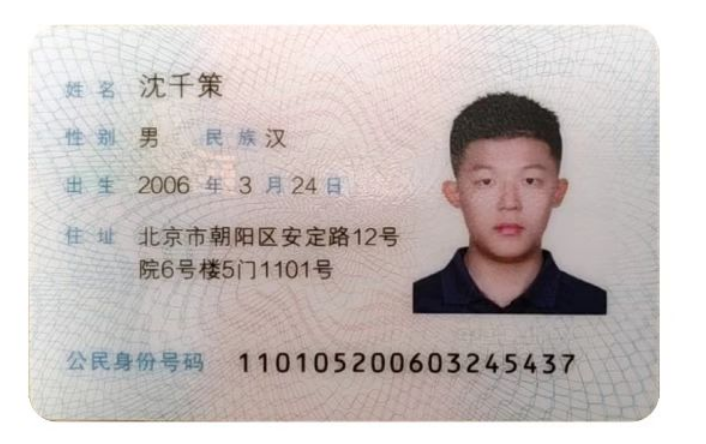 姓名 沈千策
性别 男 民族 汉
出生 2006 年 3 月 24 日
住址 北京市朝阳区安定路12号
院6号楼5门1101号
公民身份号码 110105200603245437